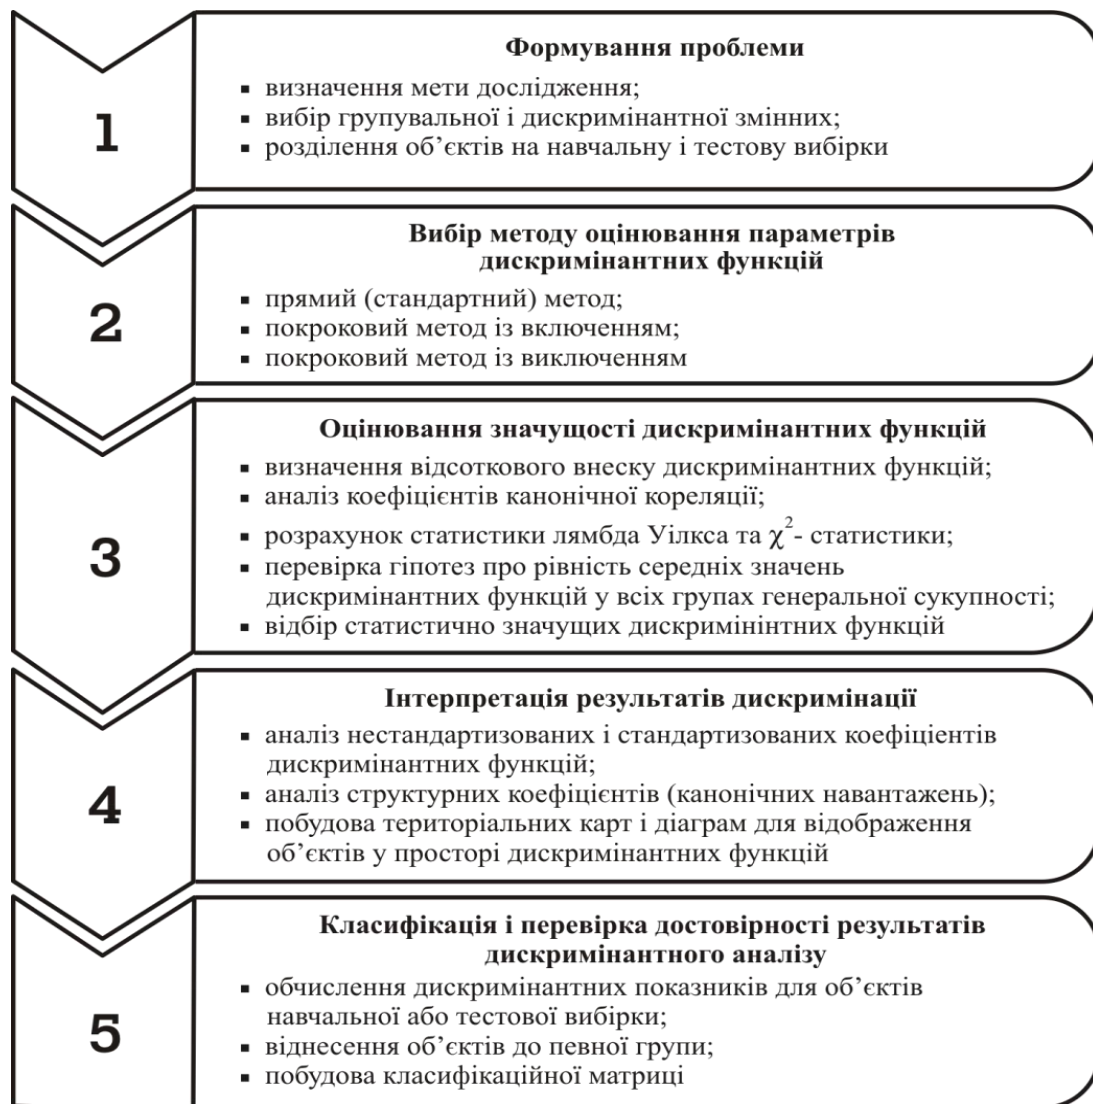 1
Формування проблеми
▪ визначення мети дослідження;
▪ вибір групувальної і дискримінантної змінних;
▪ розділення об’єктів на навчальну і тестову вибірки
2
Вибір методу оцінювання параметрів
дискримінантних функцій
▪ прямий (стандартний) метод;
▪ покроковий метод із включенням;
▪ покроковий метод із виключенням
3
Оцінювання значущості дискримінантних функцій
▪ визначення відсоткового внеску дискримінантних функцій;
▪ аналіз коефіцієнтів канонічної кореляції;
▪ розрахунок статистики лямбда Уілкса та χ²- статистики;
▪ перевірка гіпотез про рівність середніх значень
дискримінантних функцій у всіх групах генеральної сукупності;
▪ відбір статистично значущих дискримінінтних функцій
4
Інтерпретація результатів дискримінації
▪ аналіз нестандартизованих і стандартизованих коефіцієнтів
дискримінантних функцій;
▪ аналіз структурних коефіцієнтів (канонічних навантажень);
▪ побудова територіальних карт і діаграм для відображення
об’єктів у просторі дискримінантних функцій
5
Класифікація і перевірка достовірності результатів
дискримінантного аналізу
▪ обчислення дискримінантних показників для об’єктів
навчальної або тестової вибірки;
▪ віднесення об’єктів до певної групи;
▪ побудова класифікаційної матриці